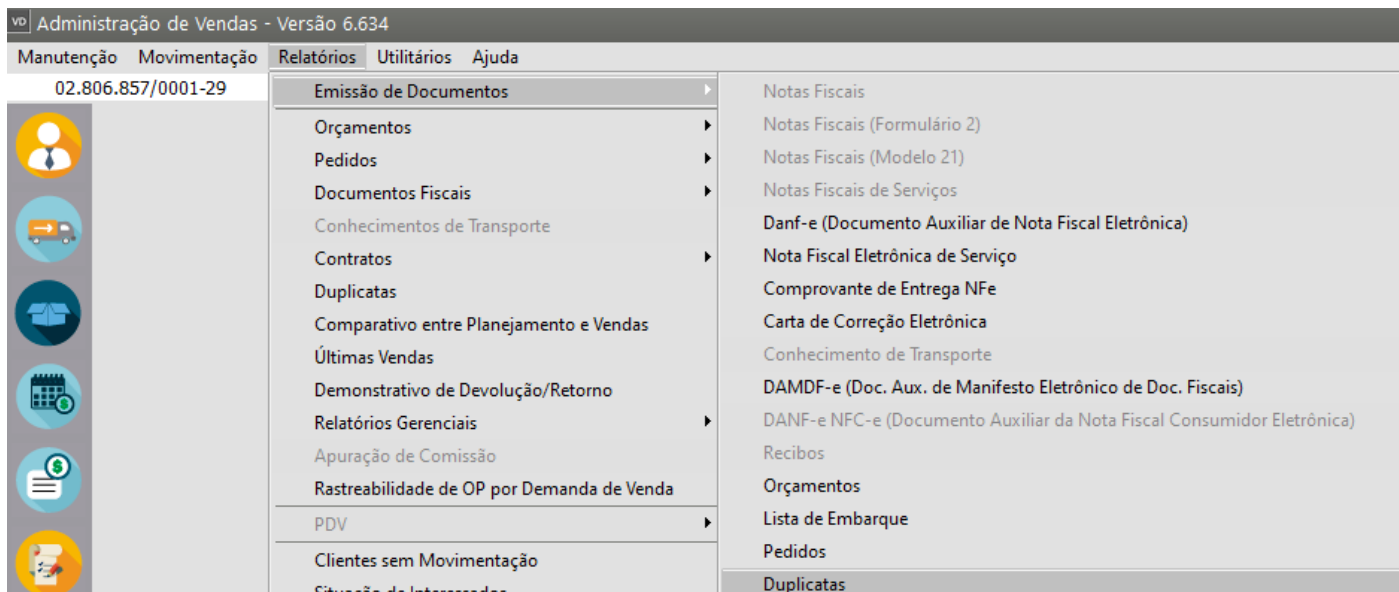 VD Administração de Vendas - Versão 6.634
Manutenção Movimentação Relatórios Utilitários Ajuda
02.806.857/0001-29
Emissão de Documentos
Orçamentos
Pedidos
Documentos Fiscais
Conhecimentos de Transporte
Contratos
Duplicatas
Comparativo entre Planejamento e Vendas
Últimas Vendas
Demonstrativo de Devolução/Retorno
Relatórios Gerenciais
Apuração de Comissão
Rastreabilidade de OP por Demanda de Venda
PDV
Clientes sem Movimentação
Situação de Interessados
Notas Fiscais
Notas Fiscais (Formulário 2)
Notas Fiscais (Modelo 21)
Notas Fiscais de Serviços
Danf-e (Documento Auxiliar de Nota Fiscal Eletrônica)
Nota Fiscal Eletrônica de Serviço
Comprovante de Entrega NFe
Carta de Correção Eletrônica
Conhecimento de Transporte
DAMDF-e (Doc. Aux. de Manifesto Eletrônico de Doc. Fiscais)
DANF-e NFC-e (Documento Auxiliar da Nota Fiscal Consumidor Eletrônica)
Recibos
Orçamentos
Lista de Embarque
Pedidos
Duplicatas